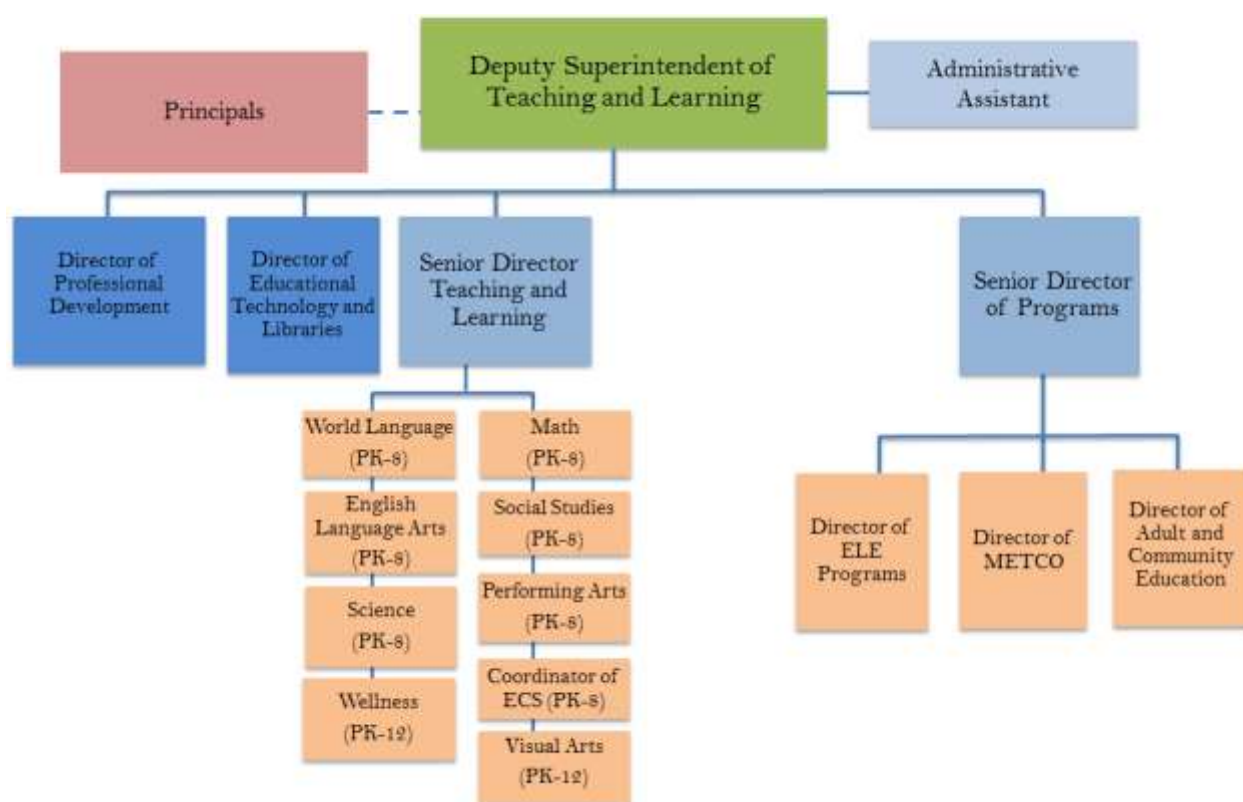 Principals
Deputy Superintendent of
Teaching and Learning
Administrative
Assistant
Director of
Professional
Development
Director of
Educational
Technology and
Libraries
Senior Director
Teaching and
Learning
Senior Director
of Programs
World Language
(PK-8)
English
Language Arts
(PK-8)
Science
(PK-8)
Wellness
(PK-12)
Math
(PK-8)
Social Studies
(PK-8)
Performing Arts
(PK-8)
Coordinator of
ECS (PK-8)
Visual Arts
(PK-12)
Director of
ELE
Programs
Director of
METCO
Director of
Adult and
Community
Education